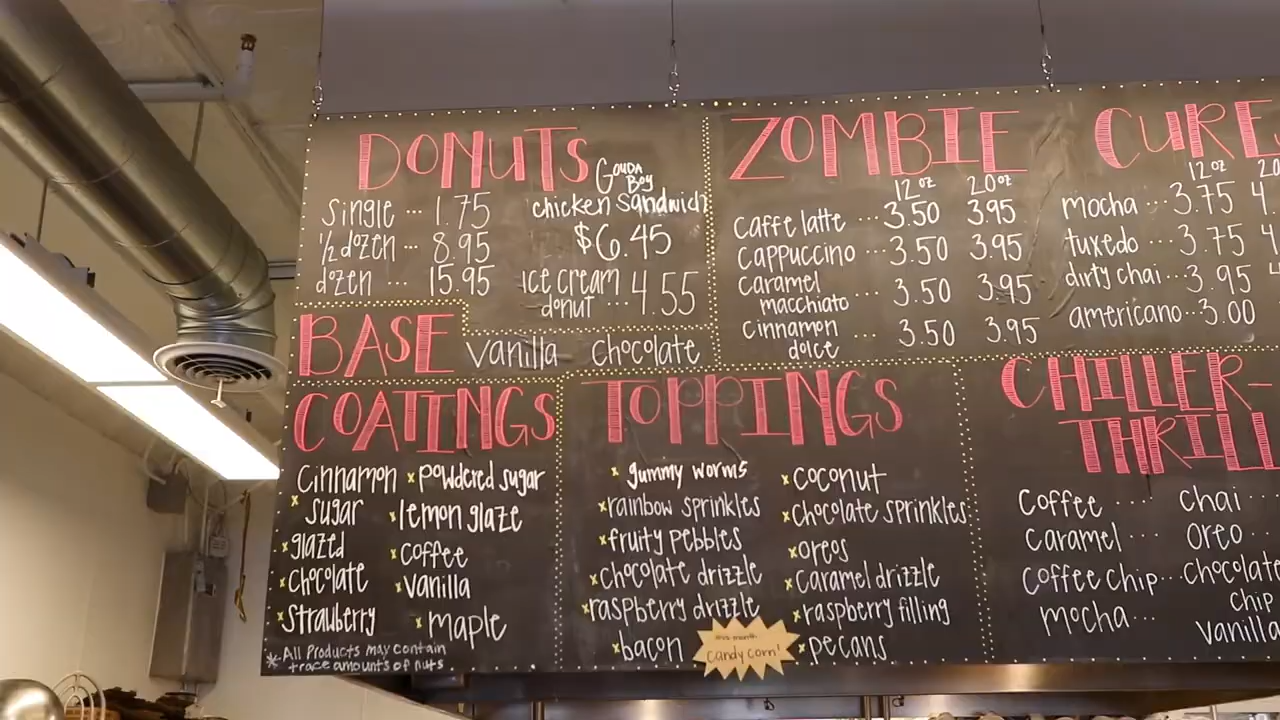 DONUTS
single ... 1.75
1/2 dozen ... 8.95
dozen ... 15.95
GOUDA
BOY
chicken sandwich
$6.45
ice cream
donut ... 4.55
BASE
vanilla chocolate
COATINGS
Cinnamon
sugar
glazed
chocolate
strawberry
powdered sugar
lemon glaze
coffee
vanilla
maple
* All Products may contain
trace amounts of nuts.
TOPPINGS
gummy worms
rainbow sprinkles
fruity pebbles
chocolate drizzle
raspberry drizzle
bacon
coconut
chocolate sprinkles
oreos
caramel drizzle
raspberry filling
pecans
candy corn!
ZOMBIE CURE
12 oz 20 oz
caffe latte ... 3.50 3.95
cappuccino ... 3.50 3.95
caramel
macchiato ... 3.50 3.95
cinnamon
dolce ... 3.50 3.95
12 oz 2.0
mocha ... 3.75 4.
tuxedo ... 3.75 4
dirty chai ... 3.95 4
americano ... 3.00
CHILLER-
THRILL
Coffee ....
Caramel ....
Coffee chip ...
mocha ...
Chai ...
Oreo ...
chocolate
chip
vanilla